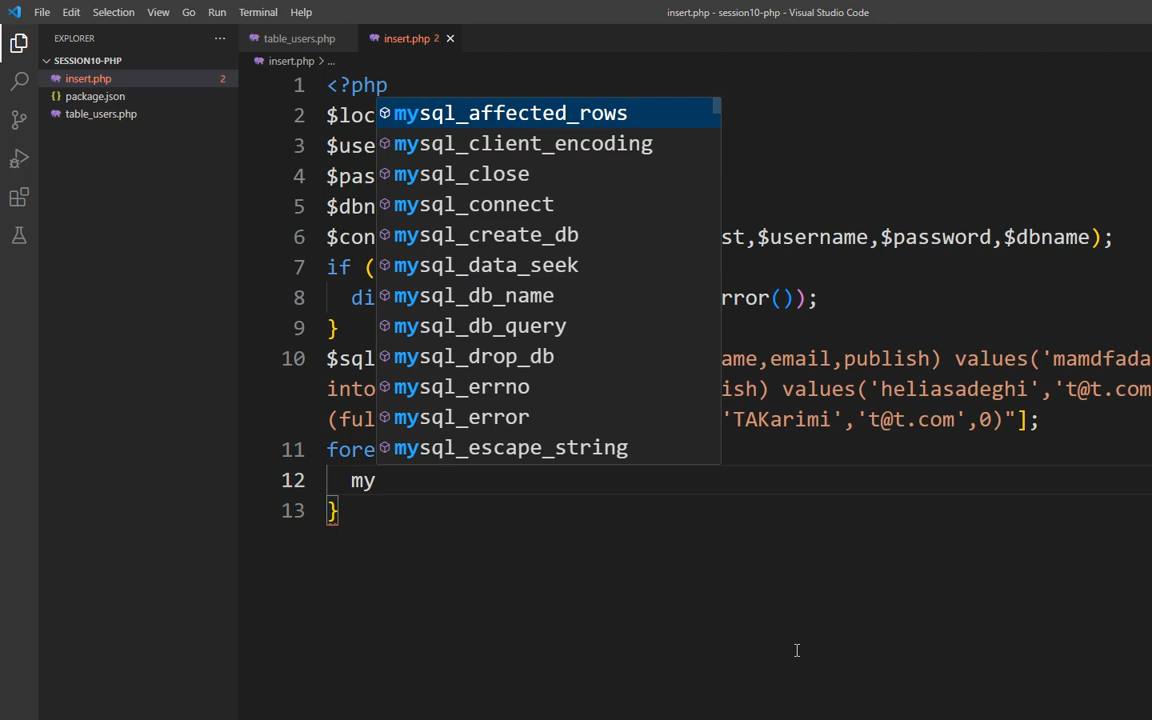 File Edit Selection View Go Run Terminal Help
insert.php - session10-php - Visual Studio Code
EXPLORER
table_users.php
insert.php 2
SESSION10-PHP
insert.php > ...
insert.php 2
package.json
table_users.php
1 <?php
2 $loc
3 $use
4 $pas
5 $dbn
6 $con st,$username,$password,$dbname);
7 if (
8 di rror());
9 }
10 $sql ame,email,publish) values('mamdfada
into ish) values('heliasadeghi','t@t.com
(ful 'TAKarimi','t@t.com',0)"];
11 fore
12 my
13 }
mysql_affected_rows
mysql_client_encoding
mysql_close
mysql_connect
mysql_create_db
mysql_data_seek
mysql_db_name
mysql_db_query
mysql_drop_db
mysql_errno
mysql_error
mysql_escape_string